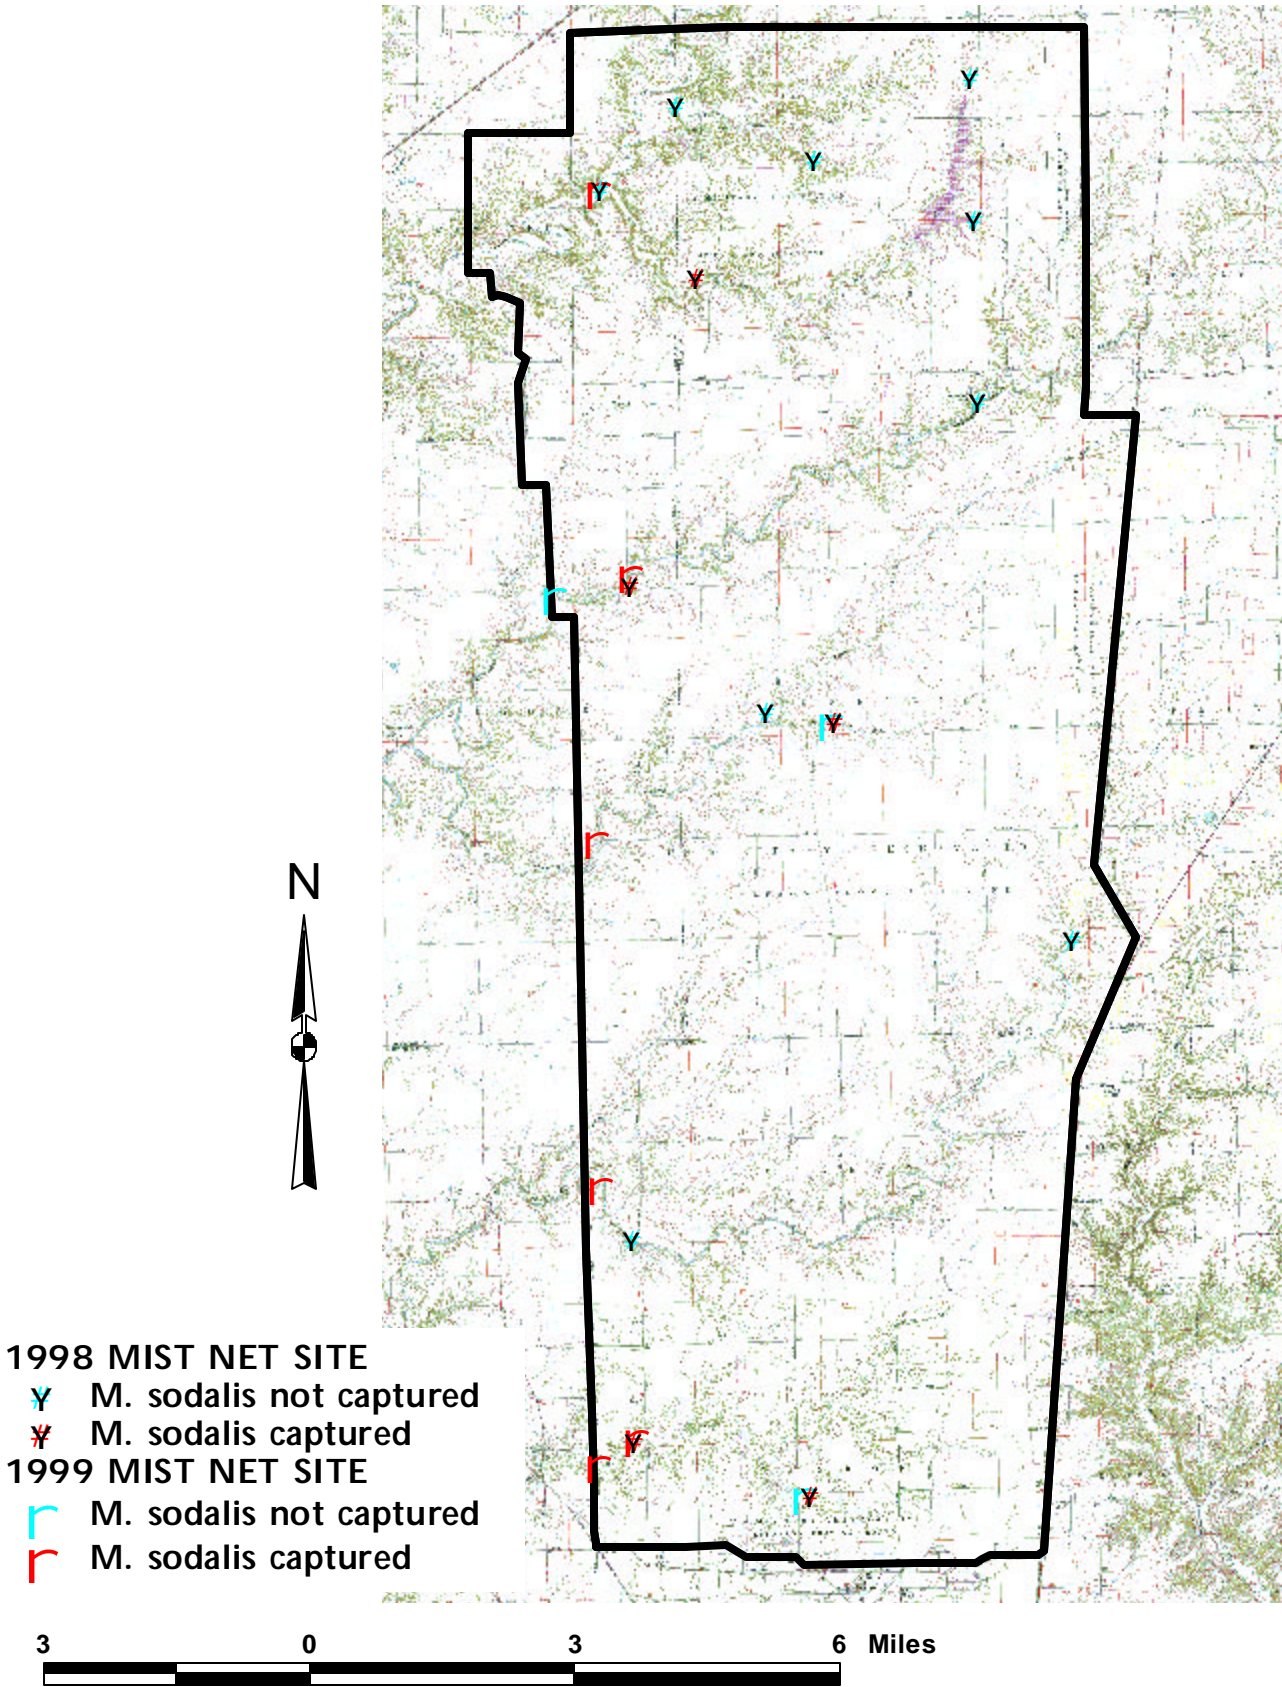 N
1998 MIST NET SITE
M. sodalis not captured
M. sodalis captured
1999 MIST NET SITE
M. sodalis not captured
M. sodalis captured
3 0 3 6 Miles